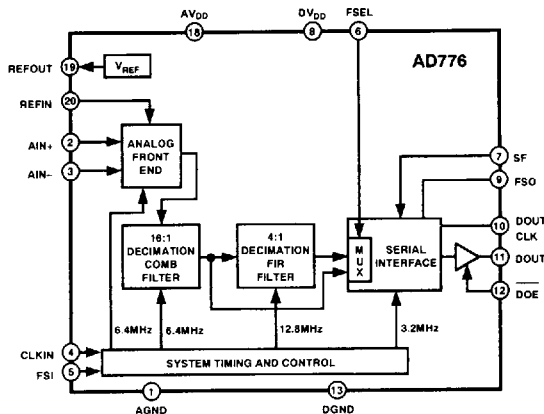 AVDD DVDD FSEL
18 8 6
AD776
REFOUT 19 VREF
REFIN 20
AIN+ 2
AIN– 3
ANALOG
FRONT
END
7 SF
9 FSO
10 DOUT
CLK
11 DOUT
12 DOE
16:1
DECIMATION
COMB
FILTER
4:1
DECIMATION
FIR
FILTER
MUX
SERIAL
INTERFACE
6.4MHz 6.4MHz 12.8MHz 3.2MHz
CLKIN 4
FSI 5
SYSTEM TIMING AND CONTROL
1 13
AGND DGND